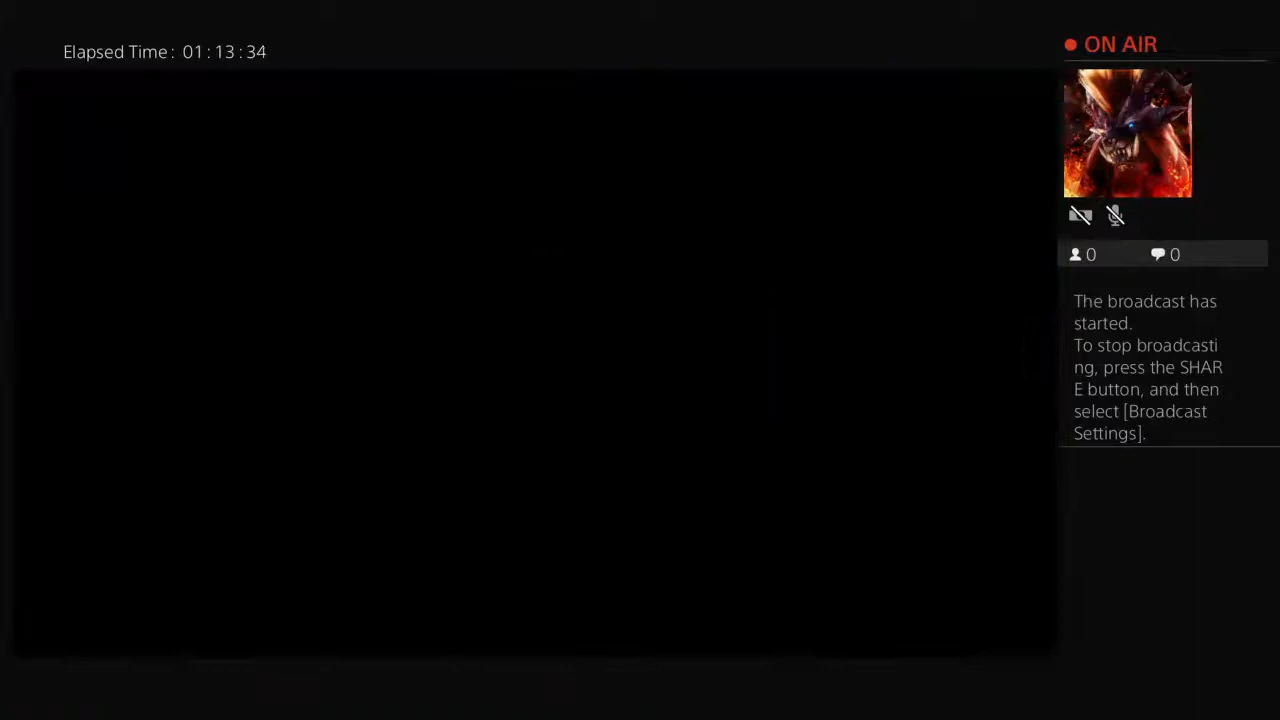 Elapsed Time: 01:13:34
ON AIR
0 0
The broadcast has
started.
To stop broadcasti
ng, press the SHAR
E button, and then
select [Broadcast
Settings].